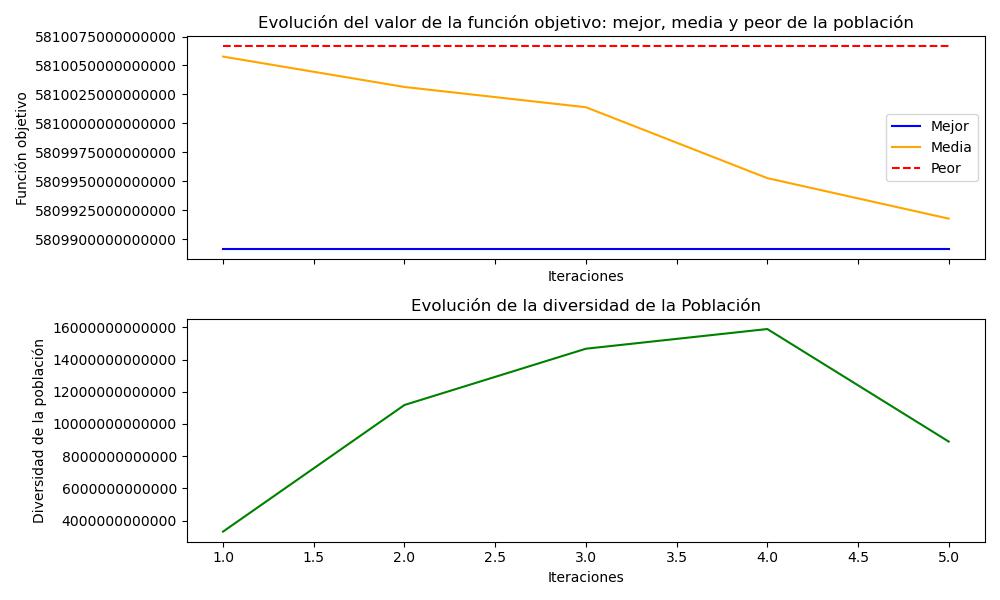 Evolución del valor de la función objetivo: mejor, media y peor de la población
5810075000000000
5810050000000000
5810025000000000
5810000000000000
5809975000000000
5809950000000000
5809925000000000
5809900000000000
Función objetivo
Mejor
Media
Peor
Iteraciones
Evolución de la diversidad de la Población
16000000000000
14000000000000
12000000000000
10000000000000
8000000000000
6000000000000
4000000000000
Diversidad de la población
1.0 1.5 2.0 2.5 3.0 3.5 4.0 4.5 5.0
Iteraciones